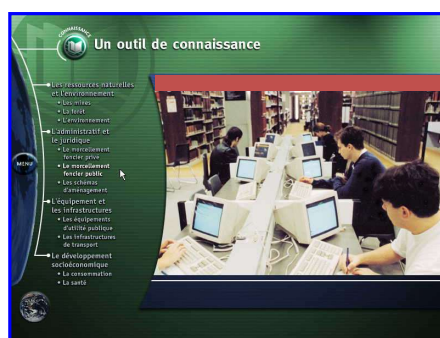 CONNAISSANCE
Un outil de connaissance
Les ressources naturelles
et l'environnement
• Les mines
• La forêt
• L'environnement
L'administratif et
le juridique
• Le morcellement
foncier privé
• Le morcellement
foncier public
• Les schémas
d'aménagement
L'équipement et
les infrastructures
• Les équipements
d'utilité publique
• Les infrastructures
de transport
Le développement
socioéconomique
• La consommation
• La santé
MENU